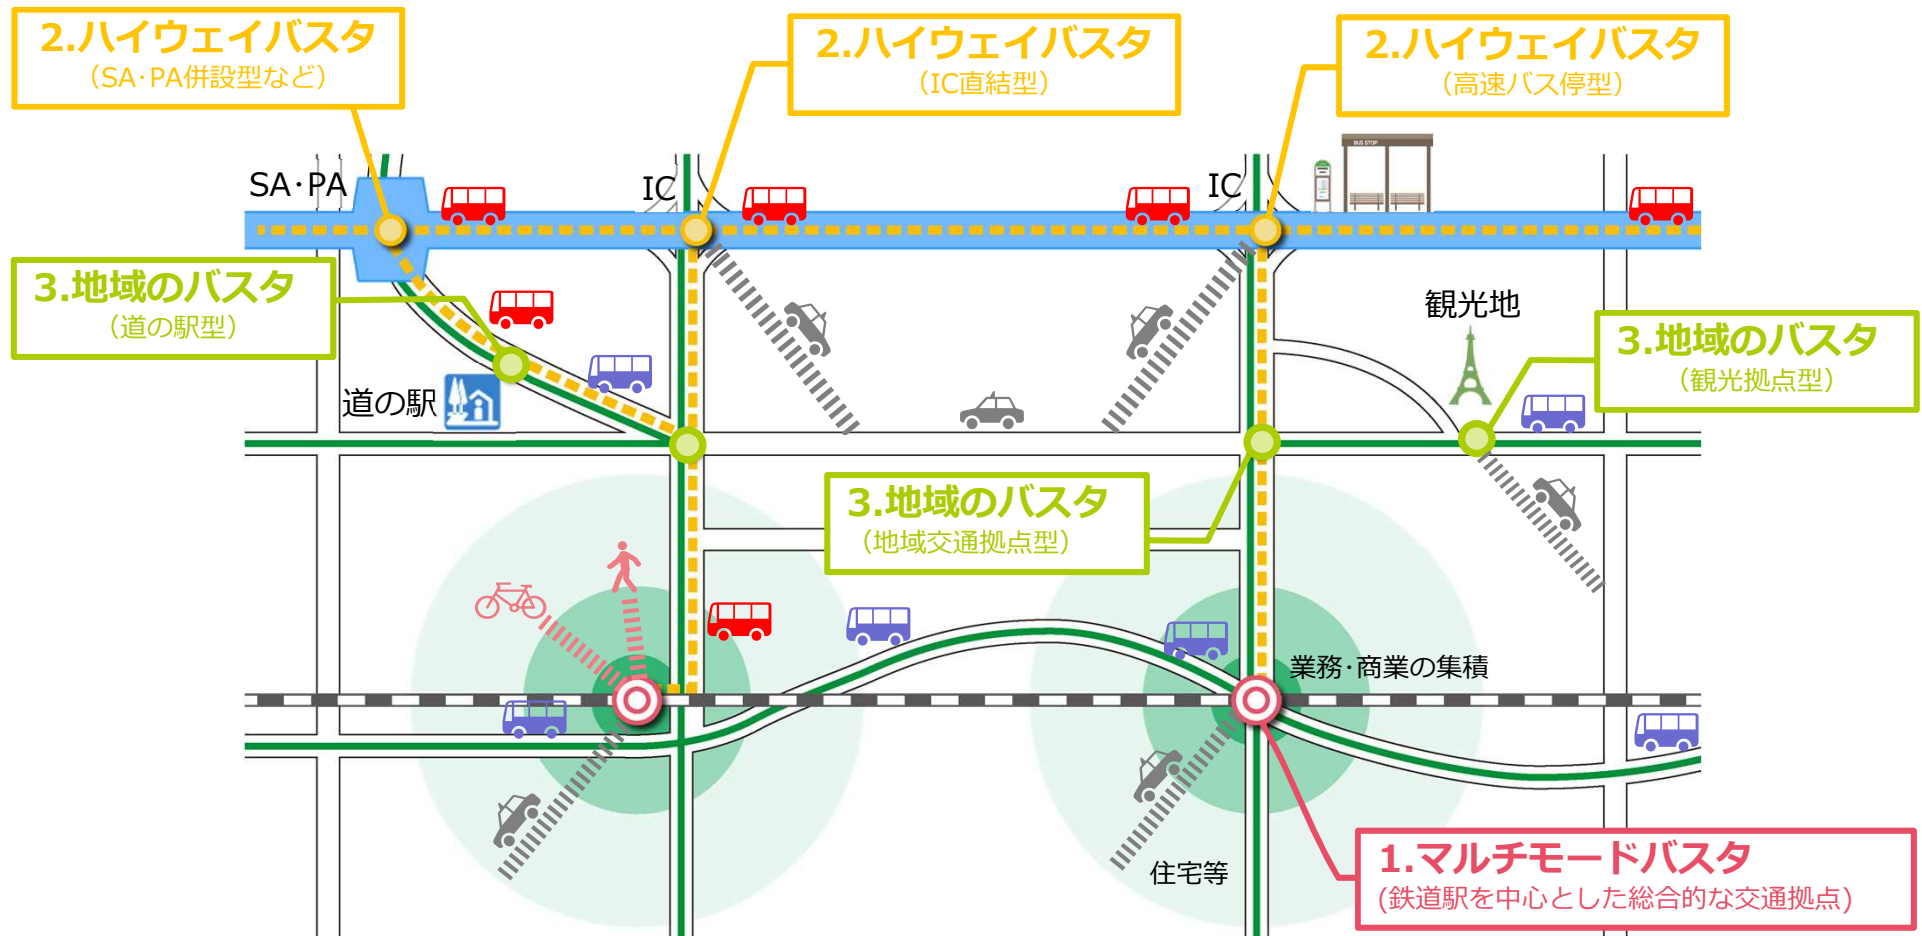 2.ハイウェイバスタ
（SA･PA併設型など）
2.ハイウェイバスタ
（IC直結型）
2.ハイウェイバスタ
（高速バス停型）
BUS STOP
SA･PA
IC
IC
3.地域のバスタ
（道の駅型）
観光地
3.地域のバスタ
（観光拠点型）
道の駅
3.地域のバスタ
（地域交通拠点型）
業務･商業の集積
住宅等
1.マルチモードバスタ
(鉄道駅を中心とした総合的な交通拠点)